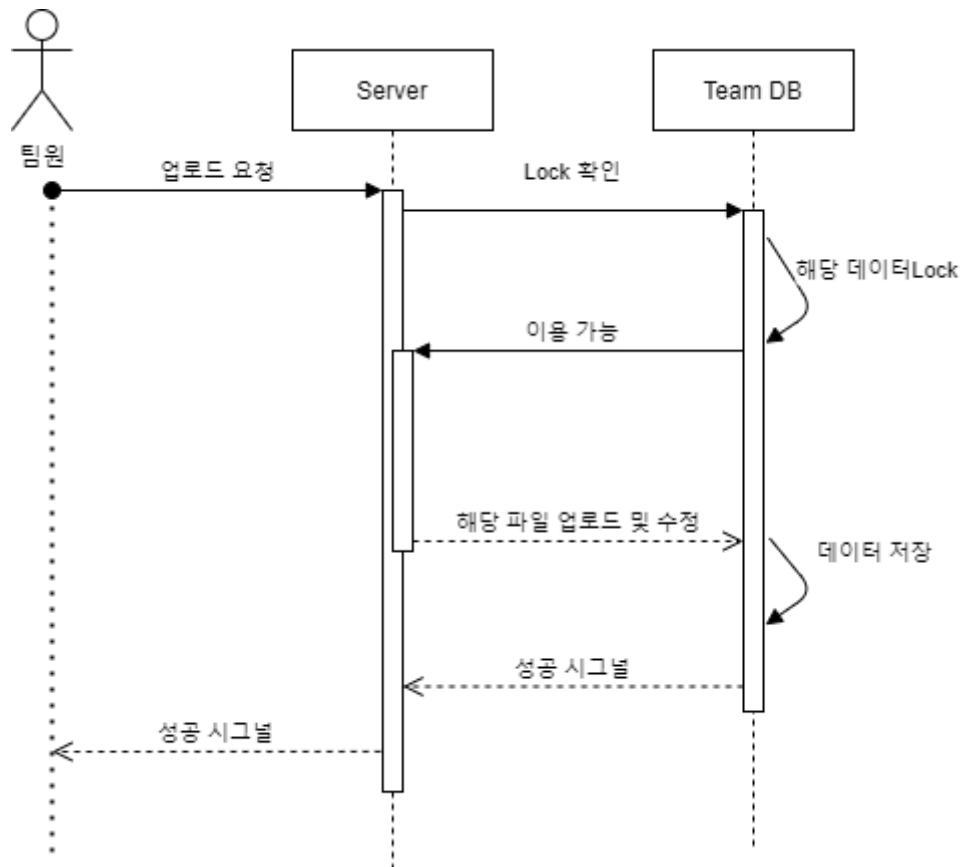 Server
Team DB
팀원
업로드 요청
Lock 확인
해당 데이터Lock
이용 가능
해당 파일 업로드 및 수정
데이터 저장
성공 시그널
성공 시그널